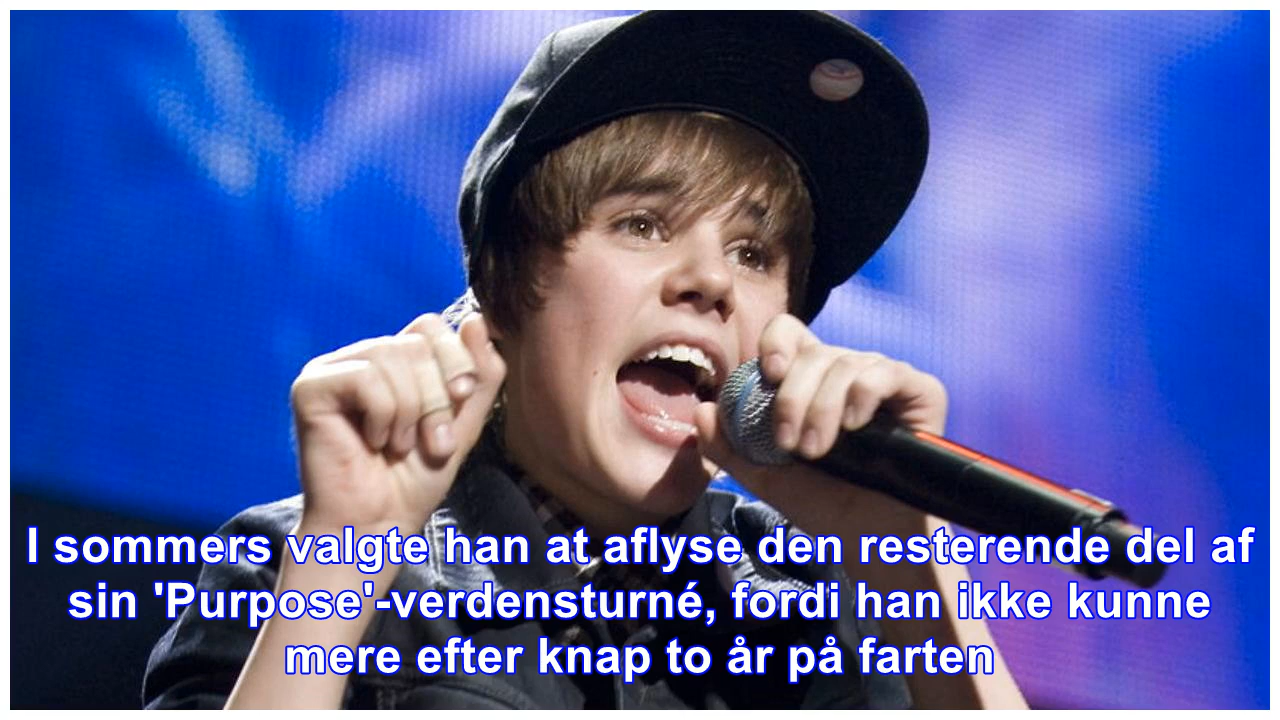 I sommers valgte han at aflyse den resterende del af
sin 'Purpose'-verdensturné, fordi han ikke kunne
mere efter knap to år på farten